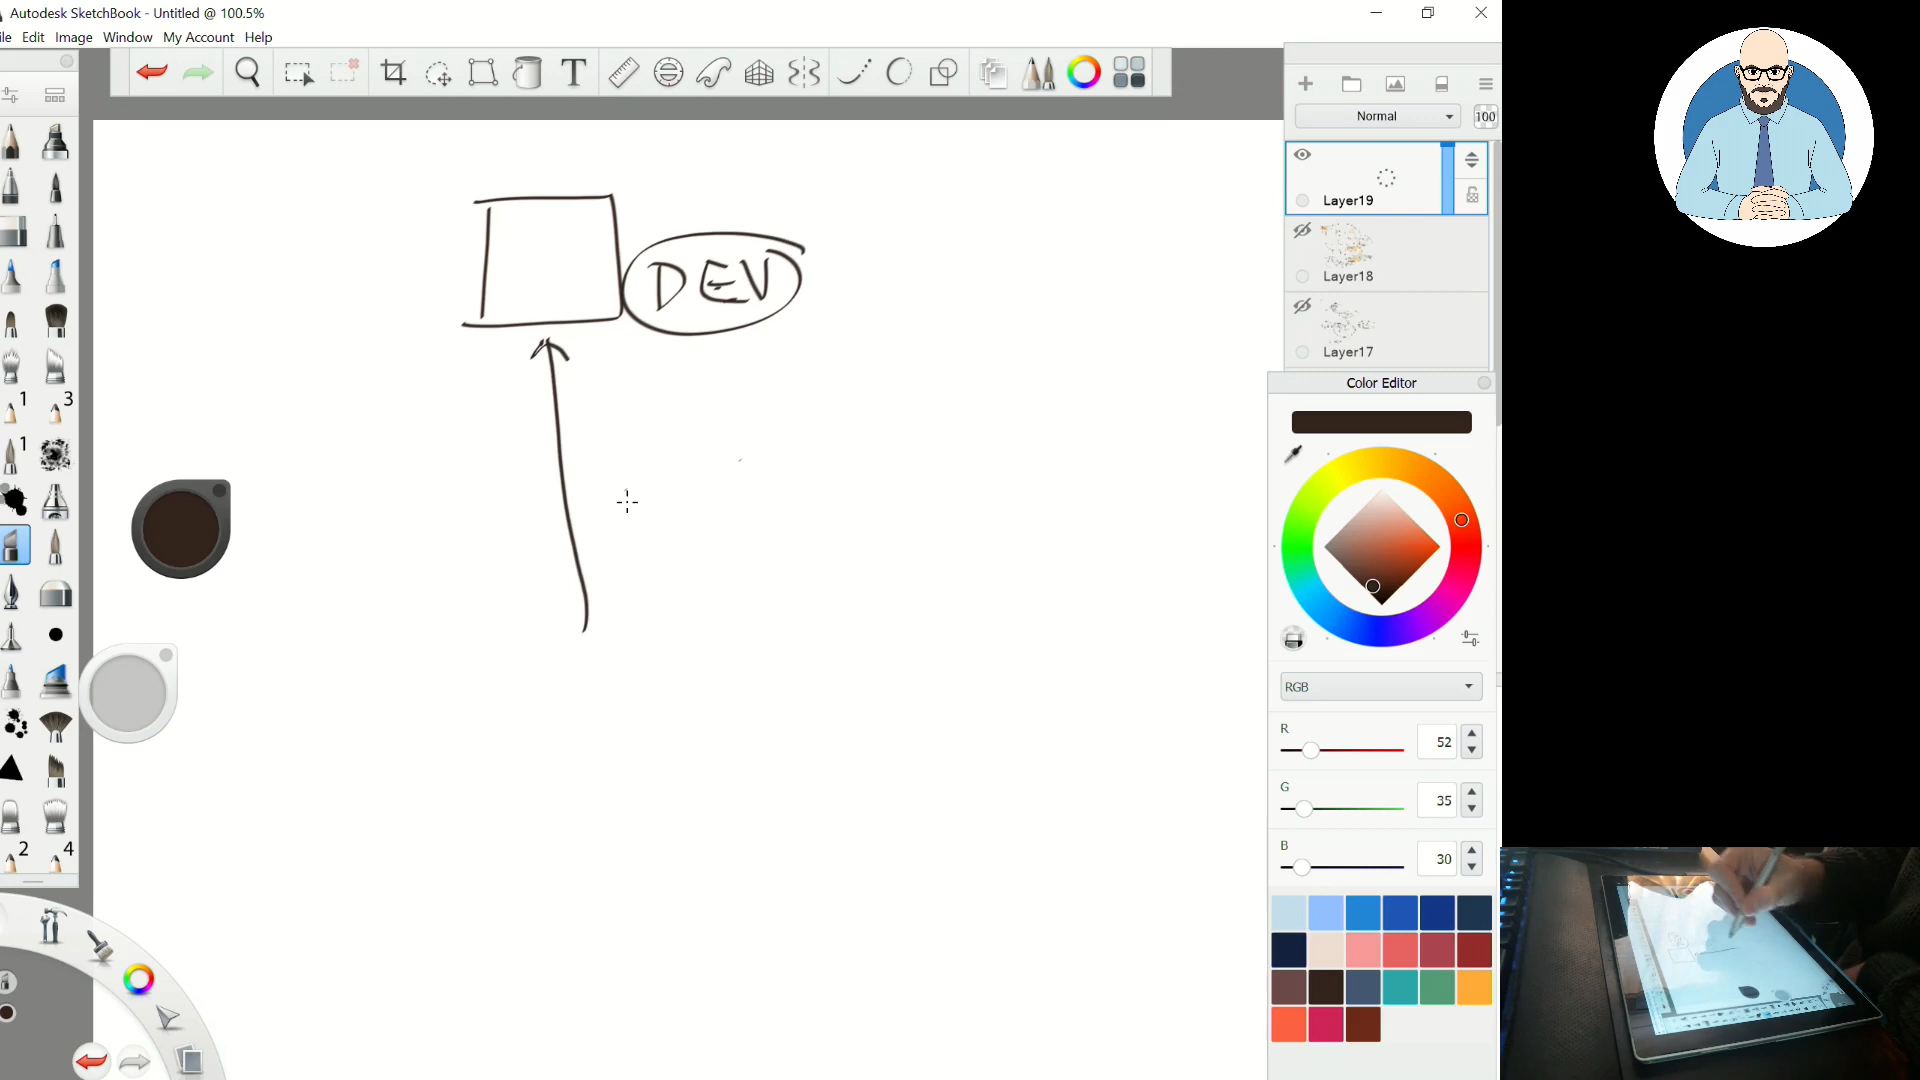 Autodesk SketchBook - Untitled @ 100.5%
ile Edit Image Window My Account Help
Normal 100
Layer19
Layer18
Layer17
DEV
Color Editor
1 3
1
RGB
R 52
G 35
B 30
2 4